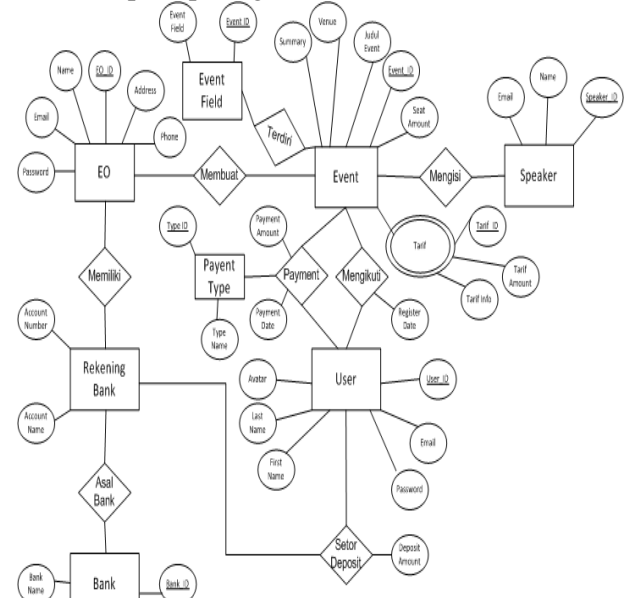 Event
Field
Event ID
Event
Field
Summary
Venue
Judul
Event
Event_ID
Seat
Amount
Name
EO_ID
Address
Email
Phone
Password
EO
Membuat
Terdiri
Event
Mengisi
Email
Name
Speaker_ID
Speaker
Tarif
Tarif_ID
Tarif
Amount
Tarif Info
Type ID
Payent
Type
Type
Name
Payment
Amount
Payment
Payment
Date
Mengikuti
Register
Date
Memiliki
Account
Number
Rekening
Bank
Account
Name
Avatar
User
User_ID
Last
Name
First
Name
Email
Password
Asal
Bank
Setor
Deposit
Deposit
Amount
Bank
Name
Bank
Bank_ID